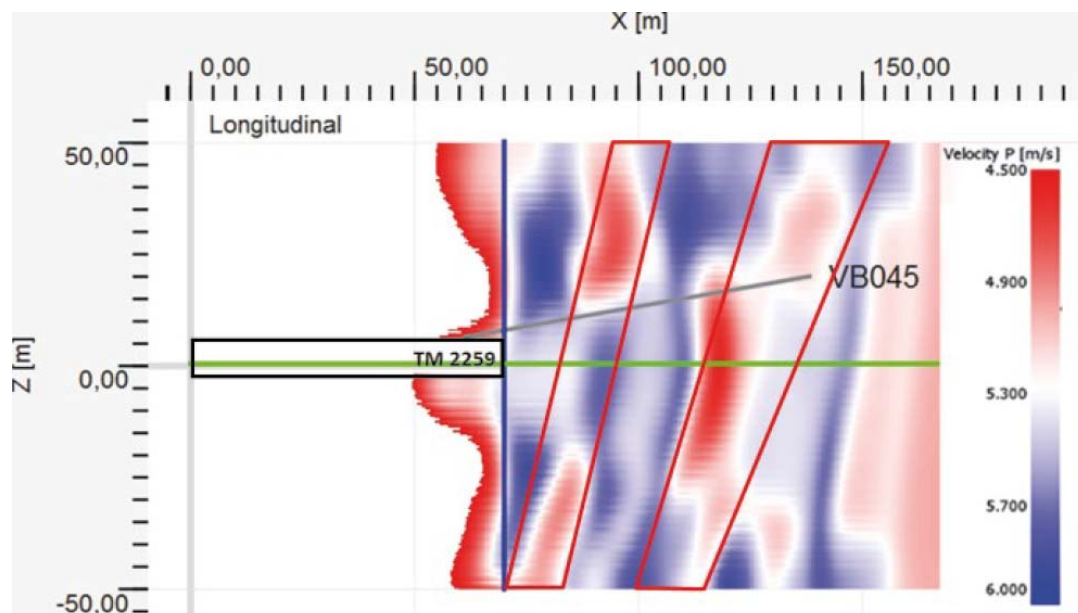 X [m]
0,00 50,00 100,00 150,00
Longitudinal
50,00
Velocity P [m/s]
4.500
VB045
4.900
Z [m]
TM 2259
0,00
5.300
5.700
6.000
-50,00